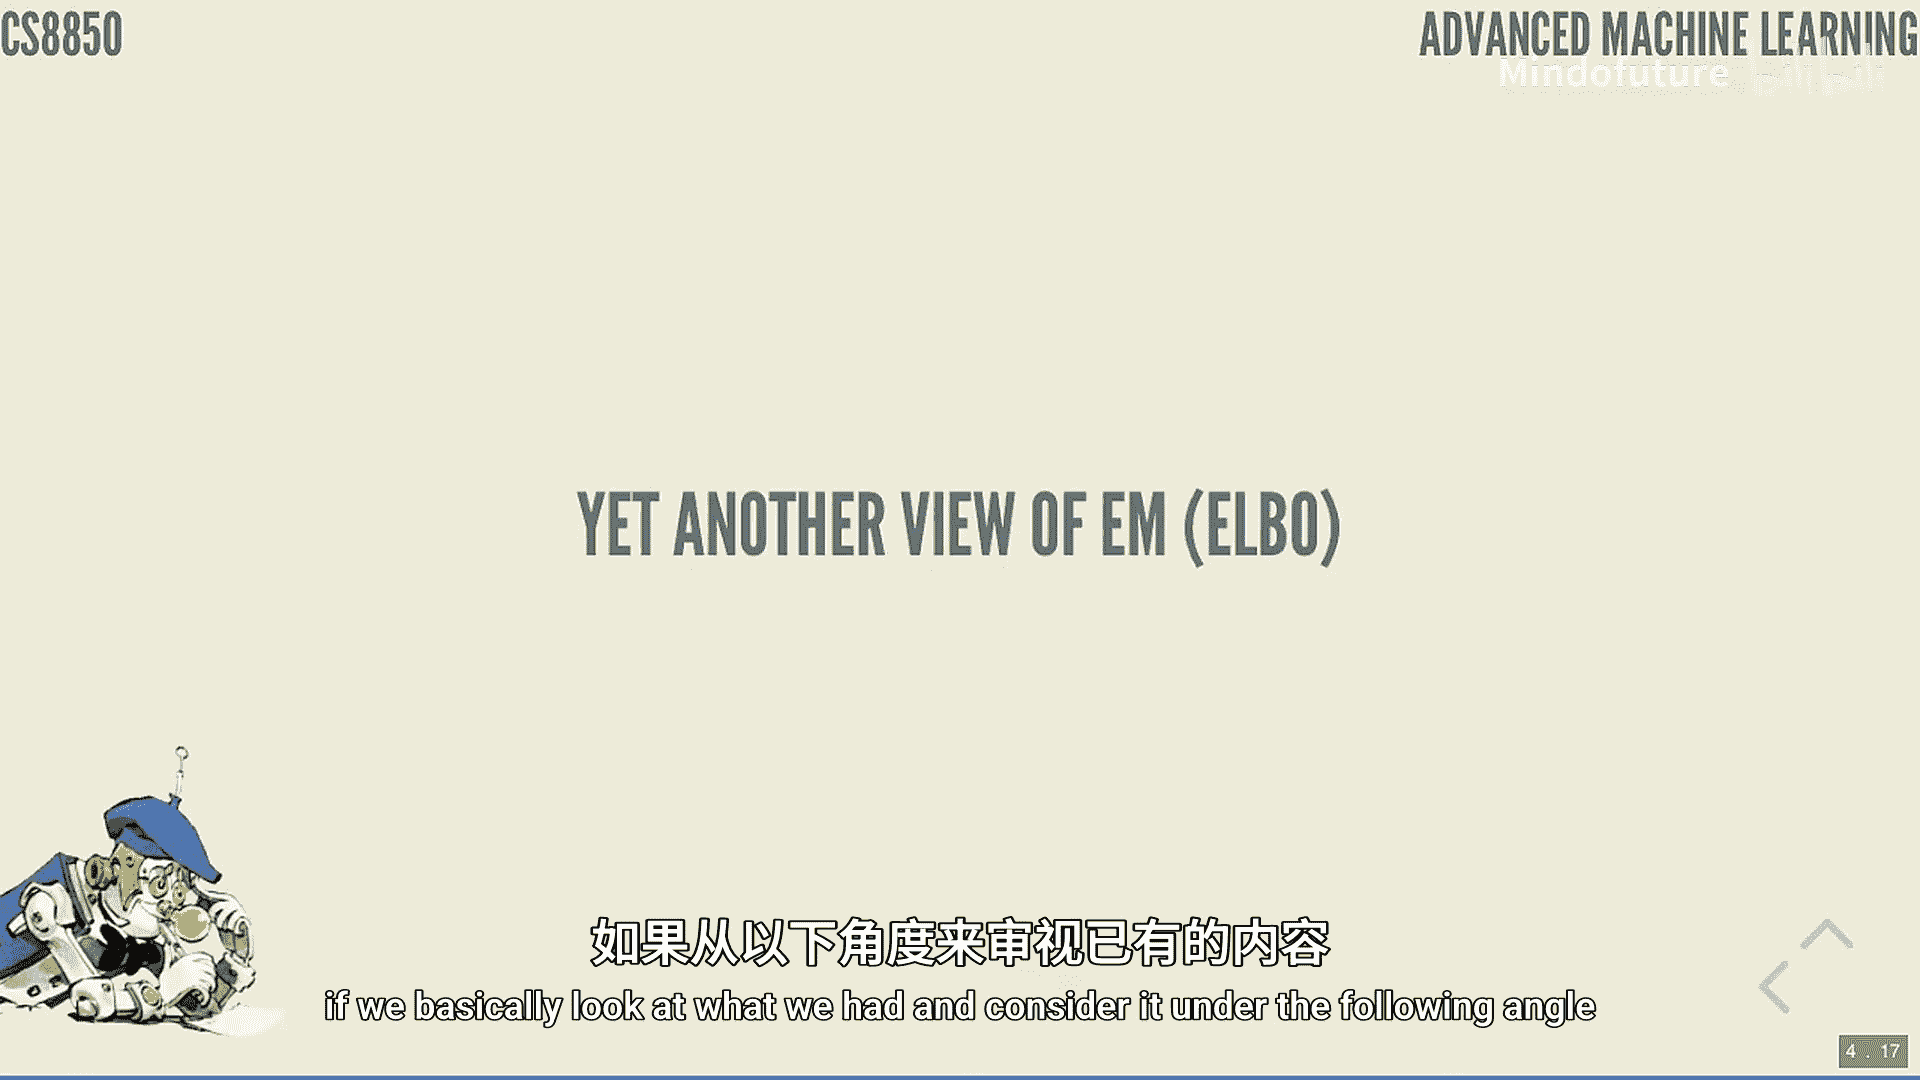 CS8850
ADVANCED MACHINE LEARNING
Mindofuture
YET ANOTHER VIEW OF EM (ELBO)
如果从以下角度来审视已有的内容
if we basically look at what we had and consider it under the following angle
4 . 17